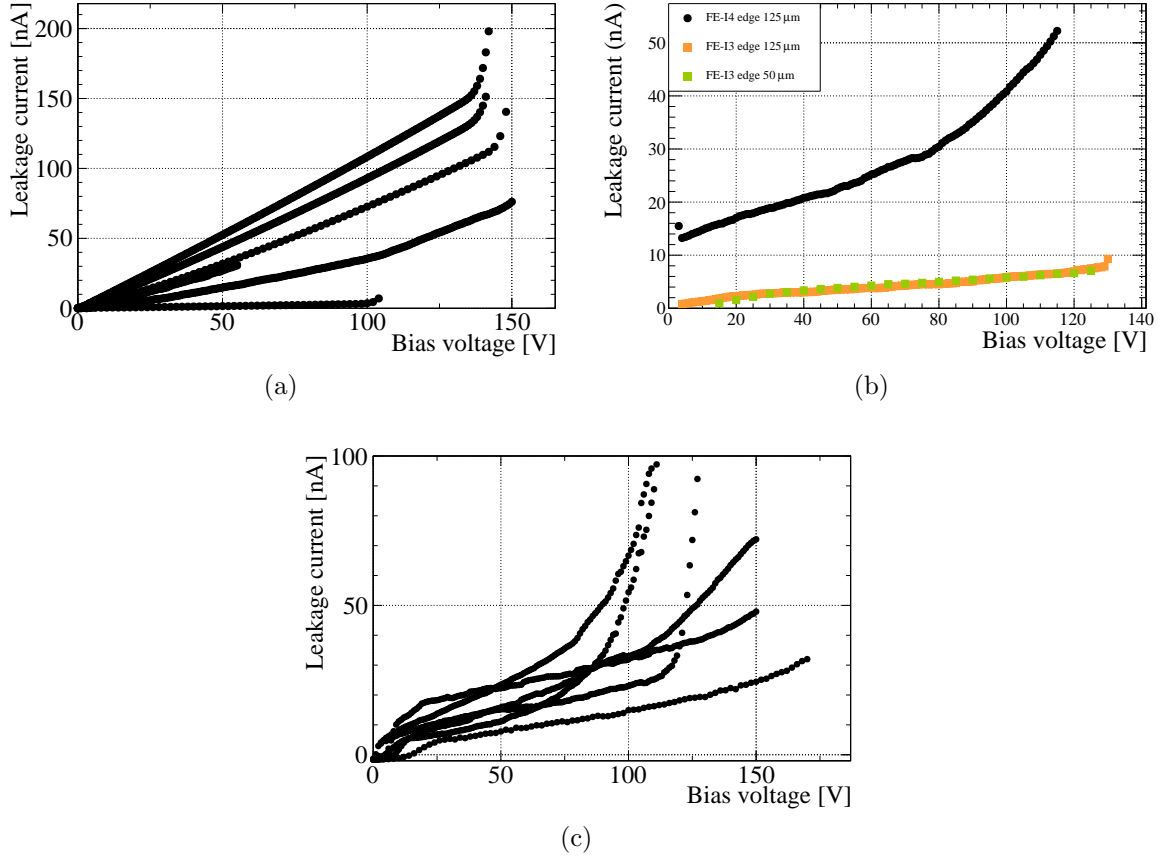 Leakage current [nA]
200
150
100
50
0
0 50 100 150
Bias voltage [V]
(a)
Leakage current (nA)
FE-I4 edge 125 μm
FE-I3 edge 125 μm
FE-I3 edge 50 μm
50
40
30
20
10
0
0 20 40 60 80 100 120 140
Bias voltage [V]
(b)
Leakage current [nA]
100
50
0
0 50 100 150
Bias voltage [V]
(c)